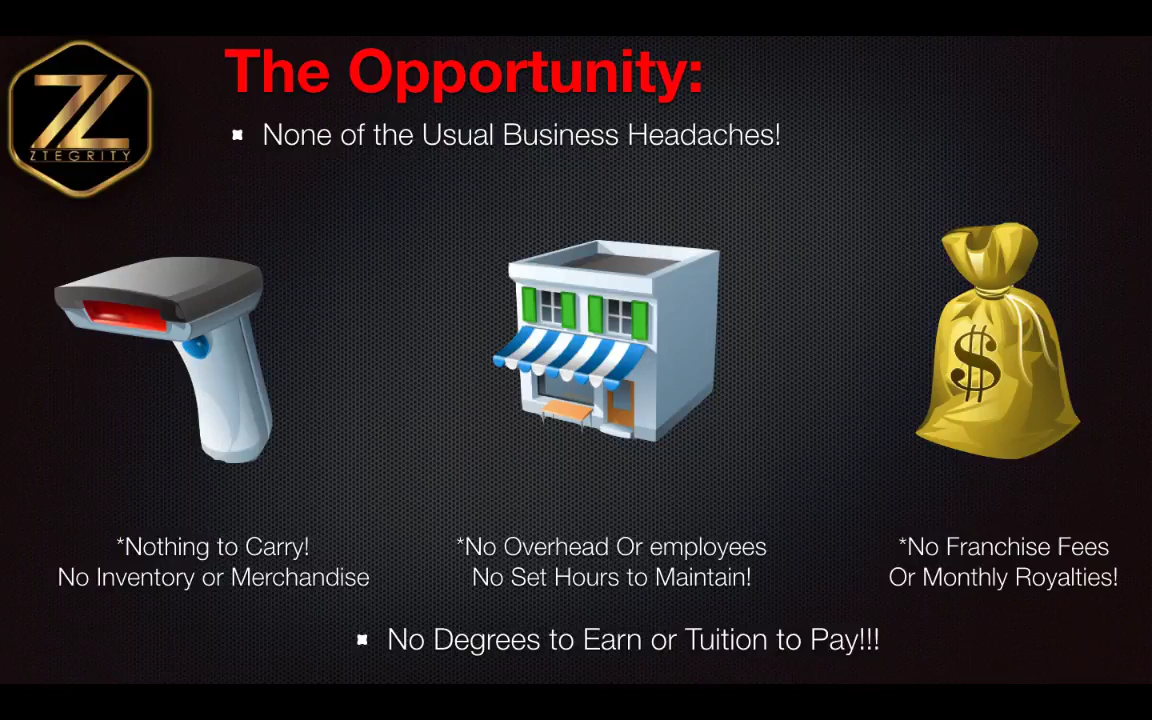 The Opportunity:
None of the Usual Business Headaches!
ZTEGRITY
*Nothing to Carry!
No Inventory or Merchandise
*No Overhead Or employees
No Set Hours to Maintain!
*No Franchise Fees
Or Monthly Royalties!
No Degrees to Earn or Tuition to Pay!!!
$